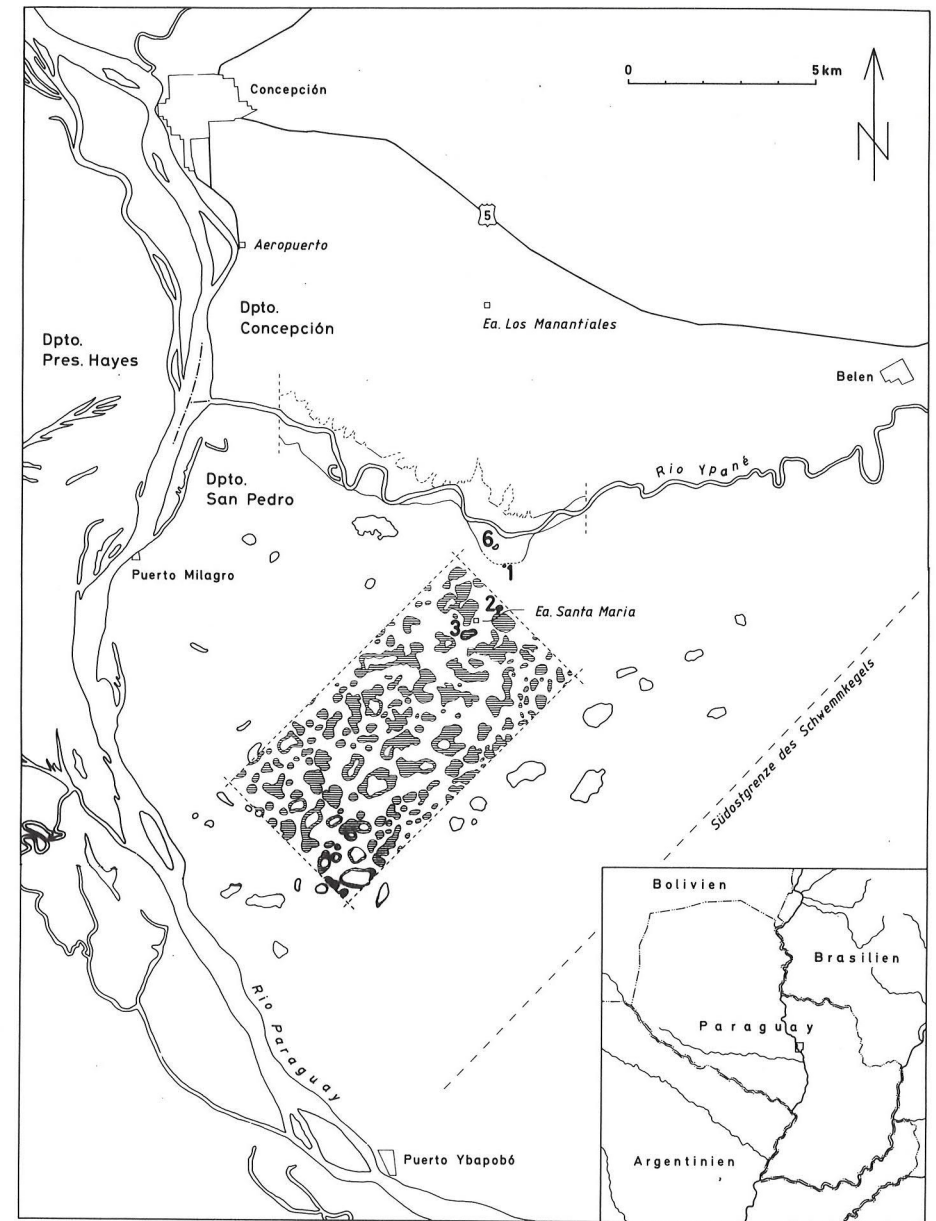 Concepción
0 5 km
N
5
Aeropuerto
Ea. Los Manantiales
Dpto.
Concepción
Dpto.
Pres. Hayes
Belen
Rio Ypané
Dpto.
San Pedro
6
1
Puerto Milagro
2
Ea. Santa Maria
3
Südostgrenze des Schwemmkegels
Rio Paraguay
Puerto Ybapobó
Bolivien
Brasilien
Paraguay
Argentinien